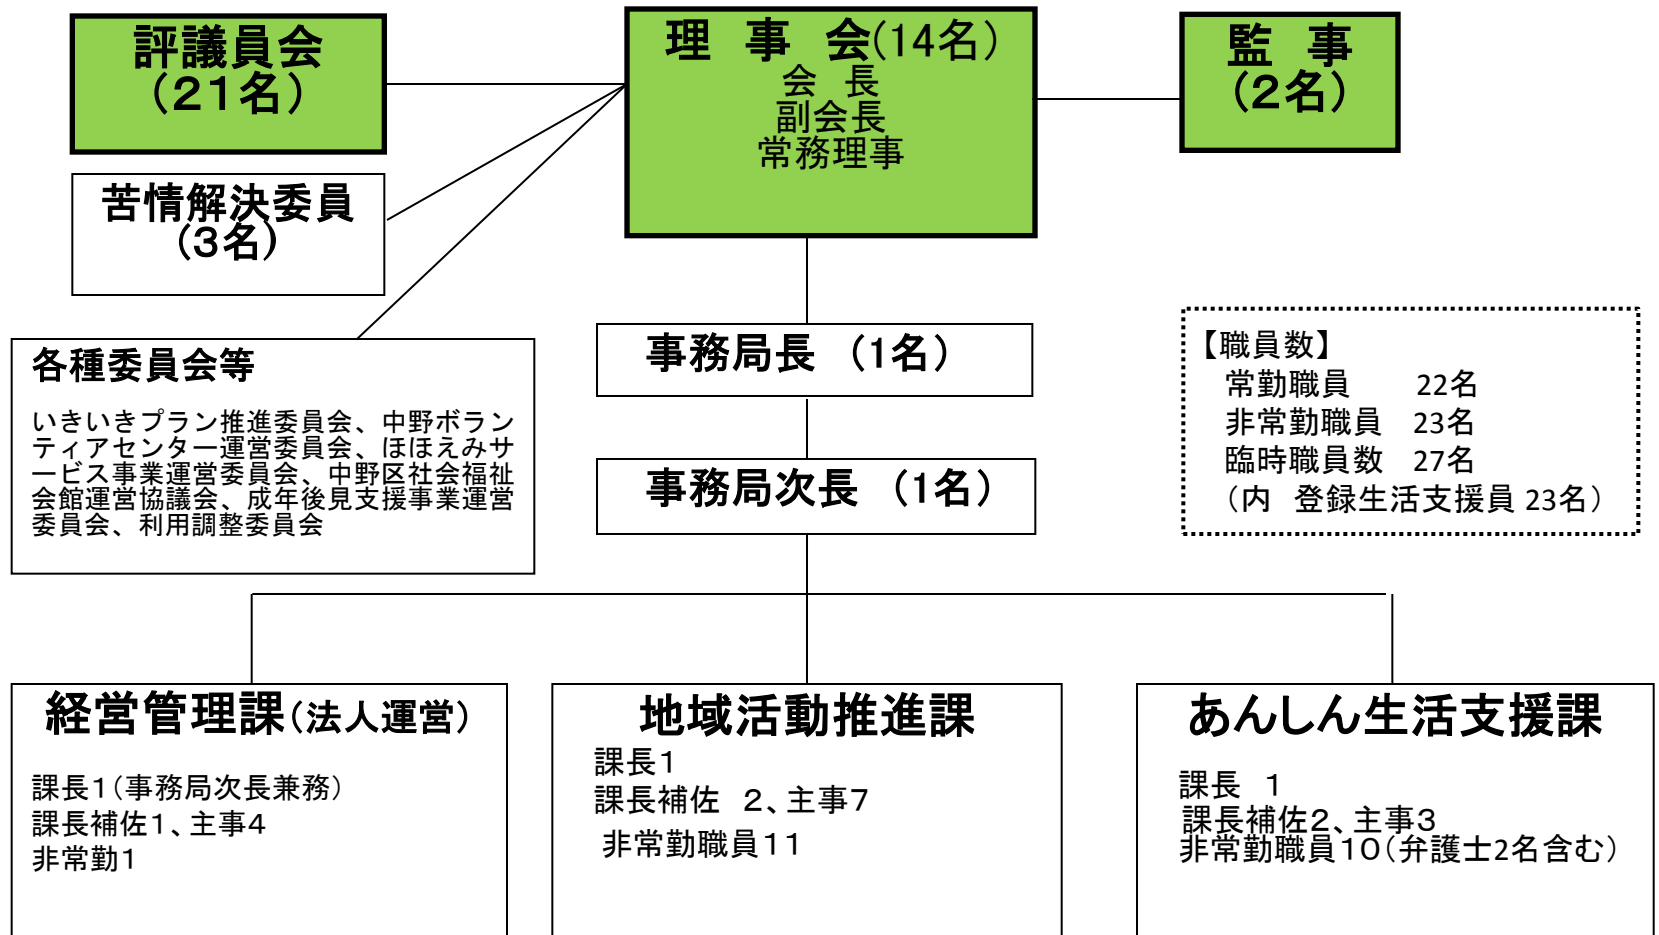 評議員会
（２１名）
理　事　会(14名)
会　長
副会長
常務理事
監　事
（２名）
苦情解決委員
（３名）
各種委員会等
いきいきプラン推進委員会、中野ボラン
ティアセンター運営委員会、ほほえみサ
ービス事業運営委員会、中野区社会福祉
会館運営協議会、成年後見支援事業運営
委員会、利用調整委員会
事務局長　（１名）
事務局次長　（１名）
【職員数】
常勤職員　　22名
非常勤職員　23名
臨時職員数　27名
（内　登録生活支援員 23名）
経営管理課（法人運営）
課長１（事務局次長兼務）
課長補佐１、主事４
非常勤１
地域活動推進課
課長１
課長補佐　２、主事７
非常勤職員１１
あんしん生活支援課
課長　１
課長補佐２、主事３
非常勤職員１０（弁護士2名含む）